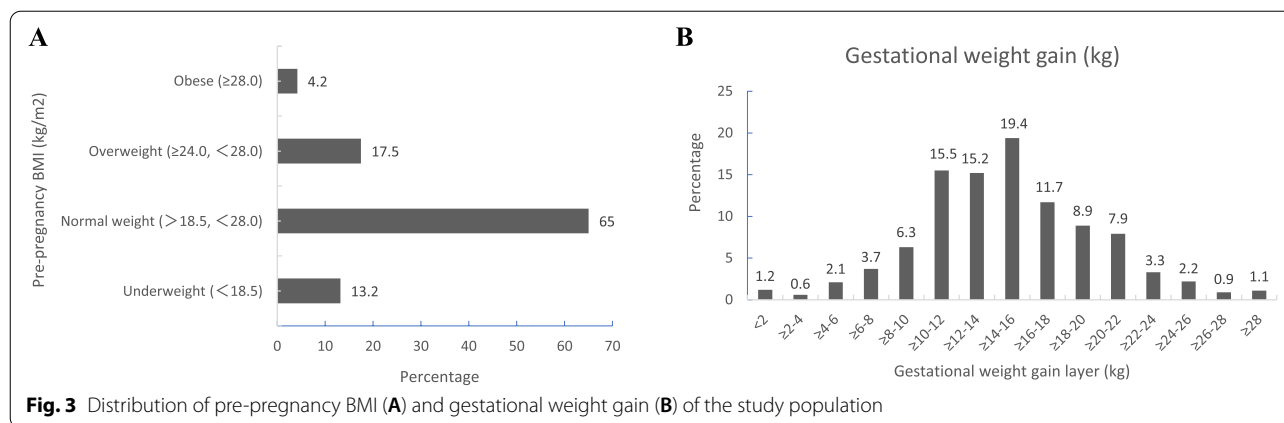 A
Pre-pregnancy BMI (kg/m2)
Obese (≥28.0)
4.2
Overweight (≥24.0, <28.0)
17.5
Normal weight (>18.5, <28.0)
65
Underweight (<18.5)
13.2
0 10 20 30 40 50 60 70
Percentage
B
Gestational weight gain (kg)
Percentage
25
20
15
10
5
0
1.2 0.6 2.1 3.7 6.3 15.5 15.2 19.4 11.7 8.9 7.9 3.3 2.2 0.9 1.1
<2 ≥2-4 ≥4-6 ≥6-8 ≥8-10 ≥10-12 ≥12-14 ≥14-16 ≥16-18 ≥18-20 ≥20-22 ≥22-24 ≥24-26 ≥26-28 ≥28
Gestational weight gain layer (kg)
Fig. 3 Distribution of pre-pregnancy BMI (A) and gestational weight gain (B) of the study population